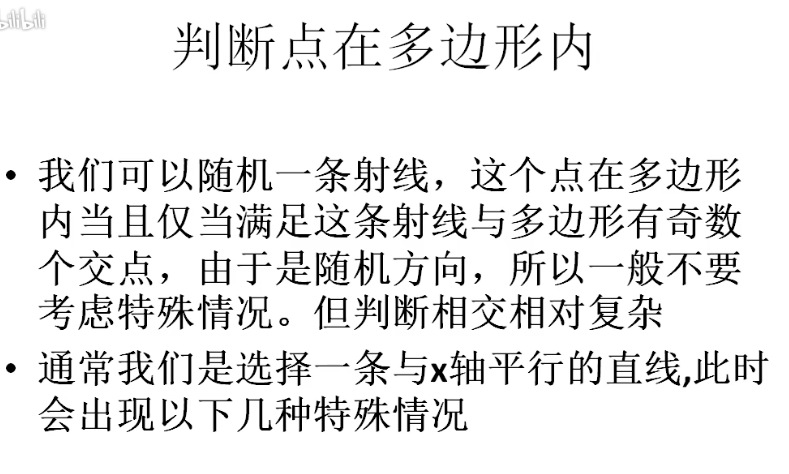 bilibili
判断点在多边形内
• 我们可以随机一条射线，这个点在多边形
内当且仅当满足这条射线与多边形有奇数
个交点，由于是随机方向，所以一般不要
考虑特殊情况。但判断相交相对复杂
• 通常我们是选择一条与x轴平行的直线,此时
会出现以下几种特殊情况